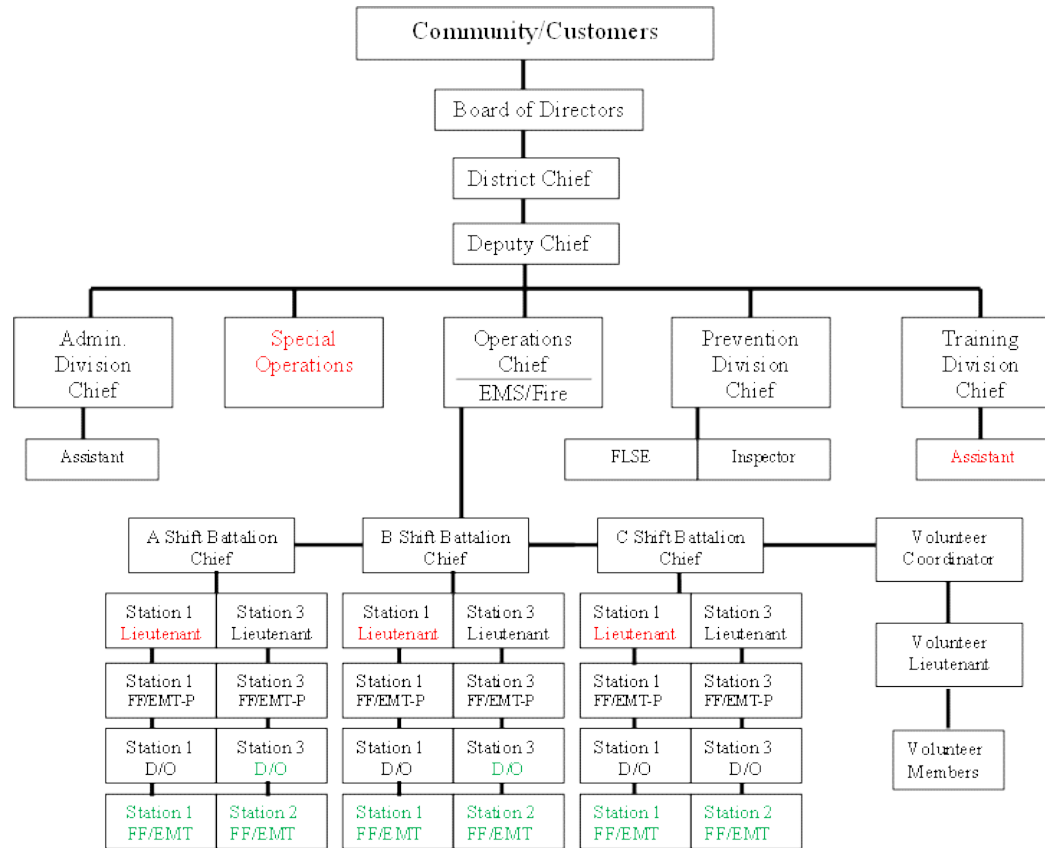 Community/Customers
Board of Directors
District Chief
Deputy Chief
Admin.
Division
Chief
Special
Operations
Operations
Chief
EMS/Fire
Prevention
Division
Chief
Training
Division
Chief
Assistant
FLSE
Inspector
Assistant
A Shift Battalion
Chief
B Shift Battalion
Chief
C Shift Battalion
Chief
Volunteer
Coordinator
Station 1
Lieutenant
Station 3
Lieutenant
Station 1
Lieutenant
Station 3
Lieutenant
Station 1
Lieutenant
Station 3
Lieutenant
Volunteer
Lieutenant
Station 1
FF/EMT-P
Station 3
FF/EMT-P
Station 1
FF/EMT-P
Station 3
FF/EMT-P
Station 1
FF/EMT-P
Station 3
FF/EMT-P
Station 1
D/O
Station 3
D/O
Station 1
D/O
Station 3
D/O
Station 1
D/O
Station 3
D/O
Volunteer
Members
Station 1
FF/EMT
Station 2
FF/EMT
Station 1
FF/EMT
Station 2
FF/EMT
Station 1
FF/EMT
Station 2
FF/EMT